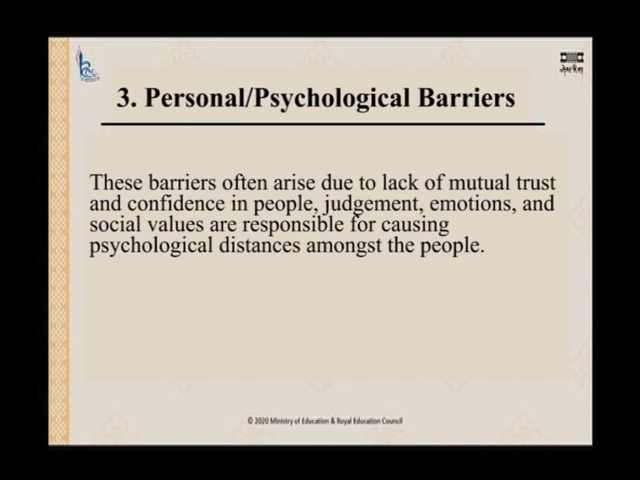 3. Personal/Psychological Barriers
These barriers often arise due to lack of mutual trust
and confidence in people, judgement, emotions, and
social values are responsible for causing
psychological distances amongst the people.
© 2020 Ministry of Education & Royal Education Council